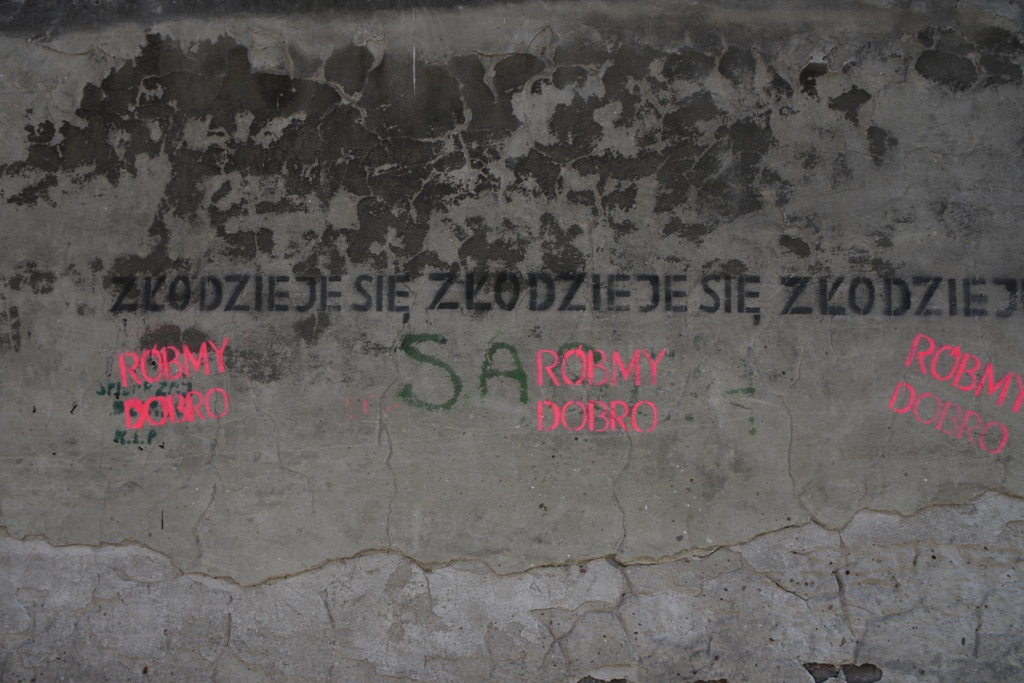 ZŁODZIEJE SIĘ ZŁODZIEJE SIĘ ZŁODZIEJ
RÓBMY
DOBRO
SA
RÓBMY
DOBRO
RÓBMY
DOBRO
R.I.P.